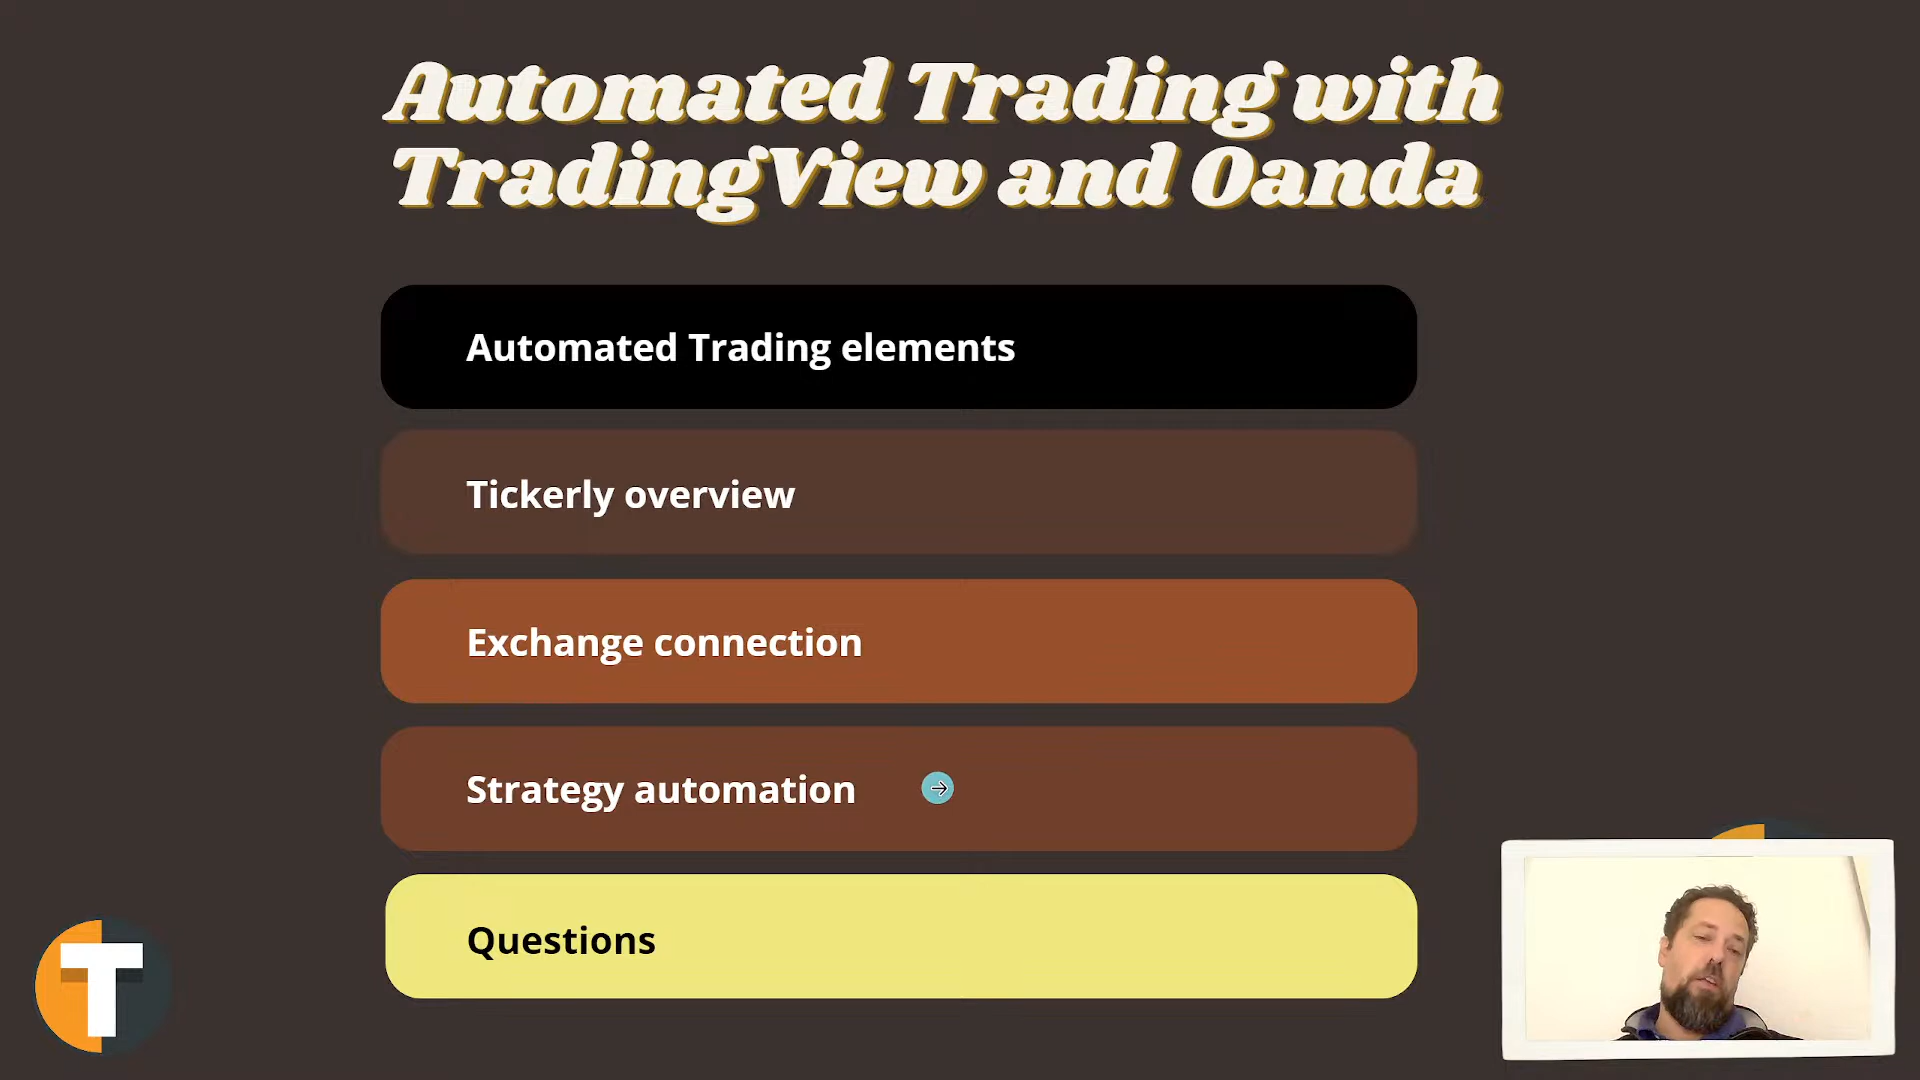 Automated Trading with
TradingView and Oanda
Automated Trading elements
Tickerly overview
Exchange connection
Strategy automation
Questions
T